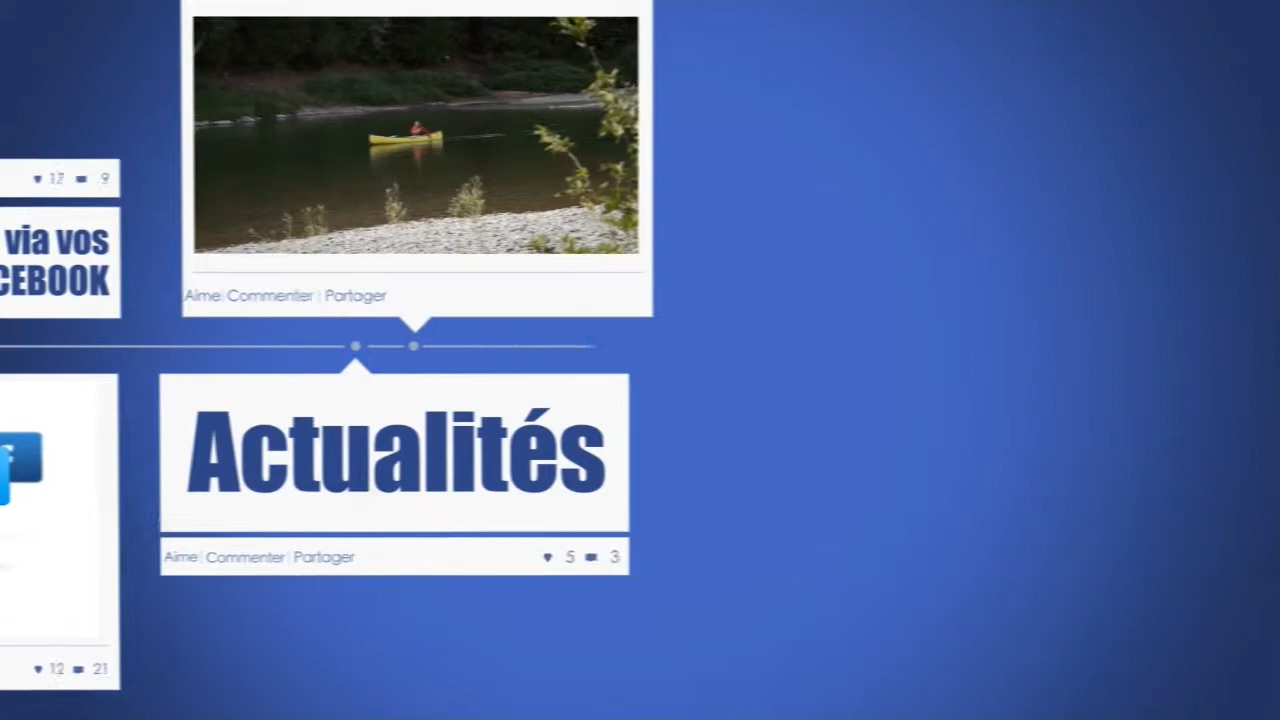 12 9
via vos
CEBOOK
12 21
Aime Commenter Partager
Actualités
Aime Commenter Partager 5 3